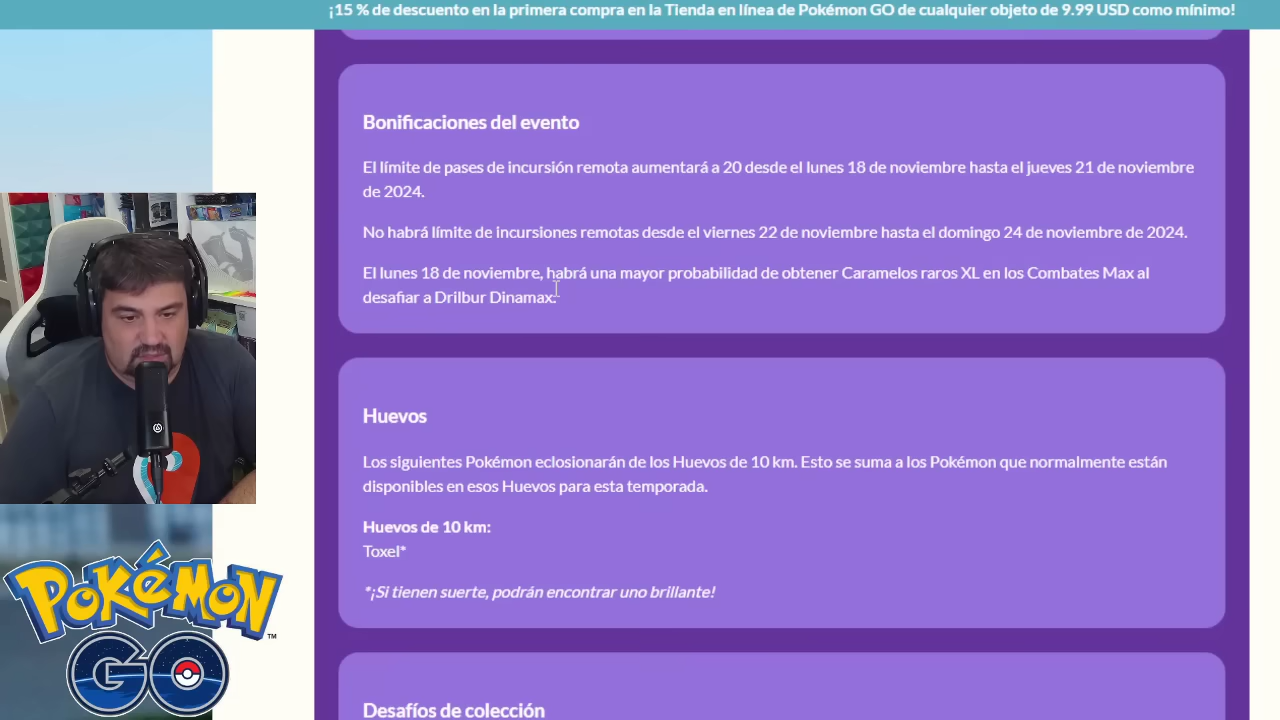 ¡15 % de descuento en la primera compra en la Tienda en línea de Pokémon GO de cualquier objeto de 9.99 USD como mínimo!
Bonificaciones del evento
El límite de pases de incursión remota aumentará a 20 desde el lunes 18 de noviembre hasta el jueves 21 de noviembre
de 2024.
No habrá límite de incursiones remotas desde el viernes 22 de noviembre hasta el domingo 24 de noviembre de 2024.
El lunes 18 de noviembre, habrá una mayor probabilidad de obtener Caramelos raros XL en los Combates Max al
desafiar a Drilbur Dinamax.
Huevos
Los siguientes Pokémon eclosionarán de los Huevos de 10 km. Esto se suma a los Pokémon que normalmente están
disponibles en esos Huevos para esta temporada.
Huevos de 10 km:
Toxel*
*¡Si tienen suerte, podrán encontrar uno brillante!
Desafíos de colección
POKÉMON™
GO